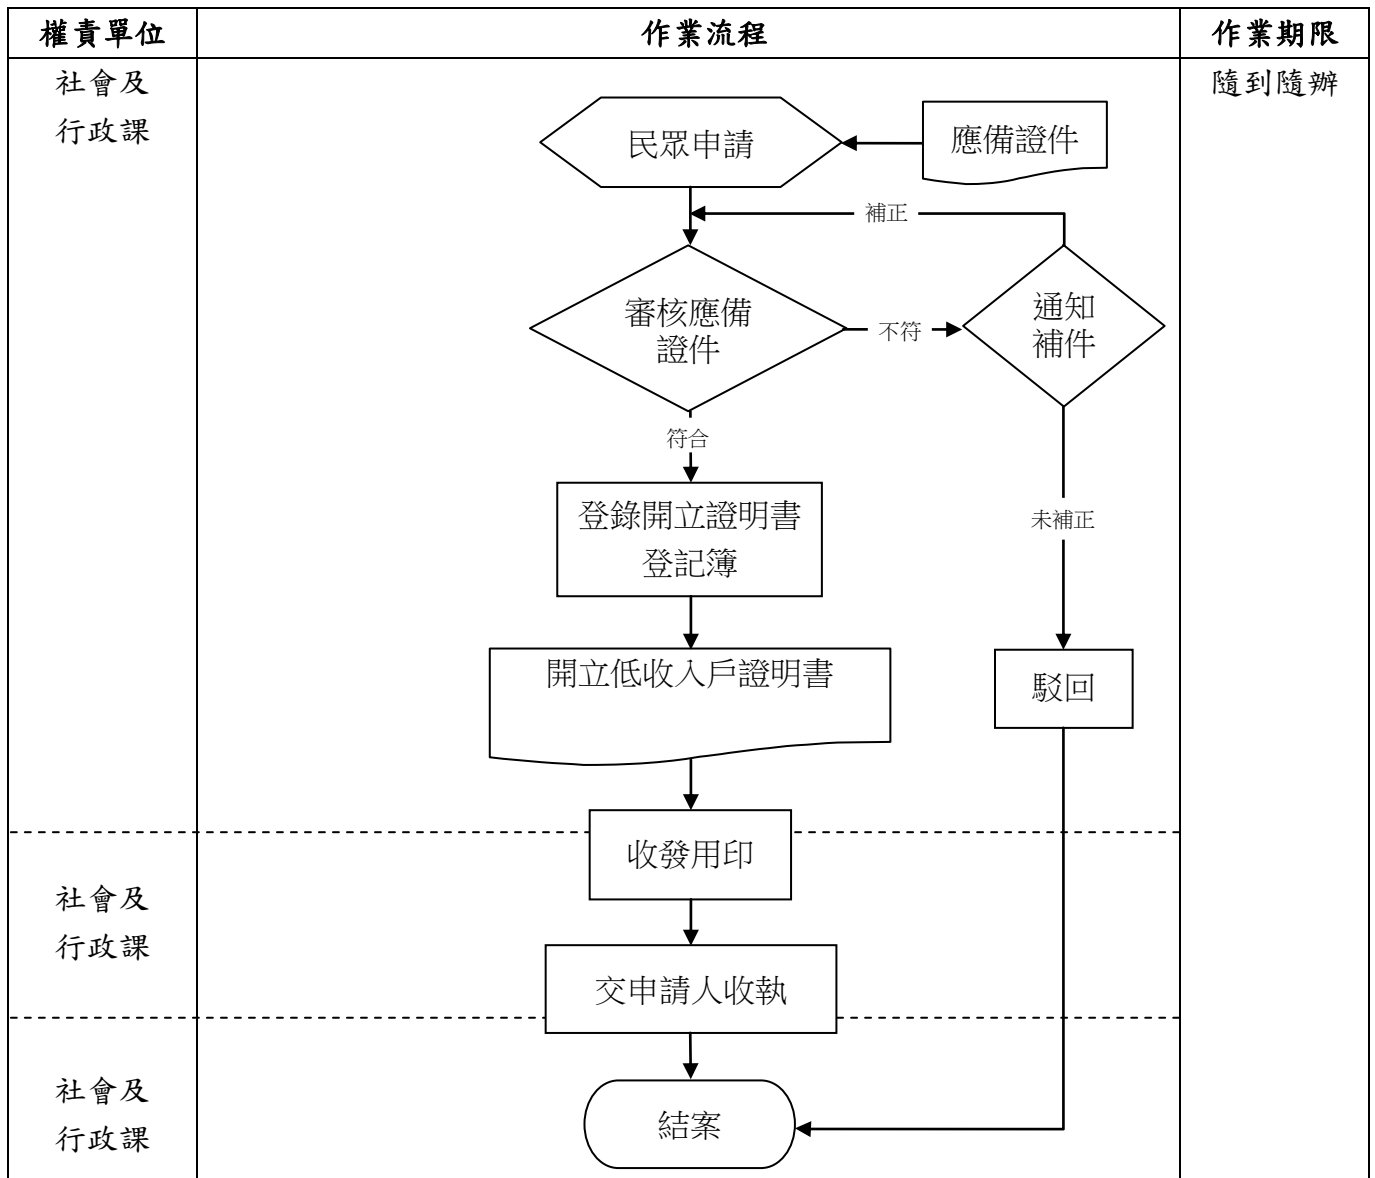 權責單位
作業流程
作業期限
社會及
行政課
隨到隨辦
民眾申請
應備證件
補正
審核應備
證件
不符
通知
補件
符合
登錄開立證明書
登記簿
未補正
開立低收入戶證明書
駁回
收發用印
社會及
行政課
交申請人收執
社會及
行政課
結案